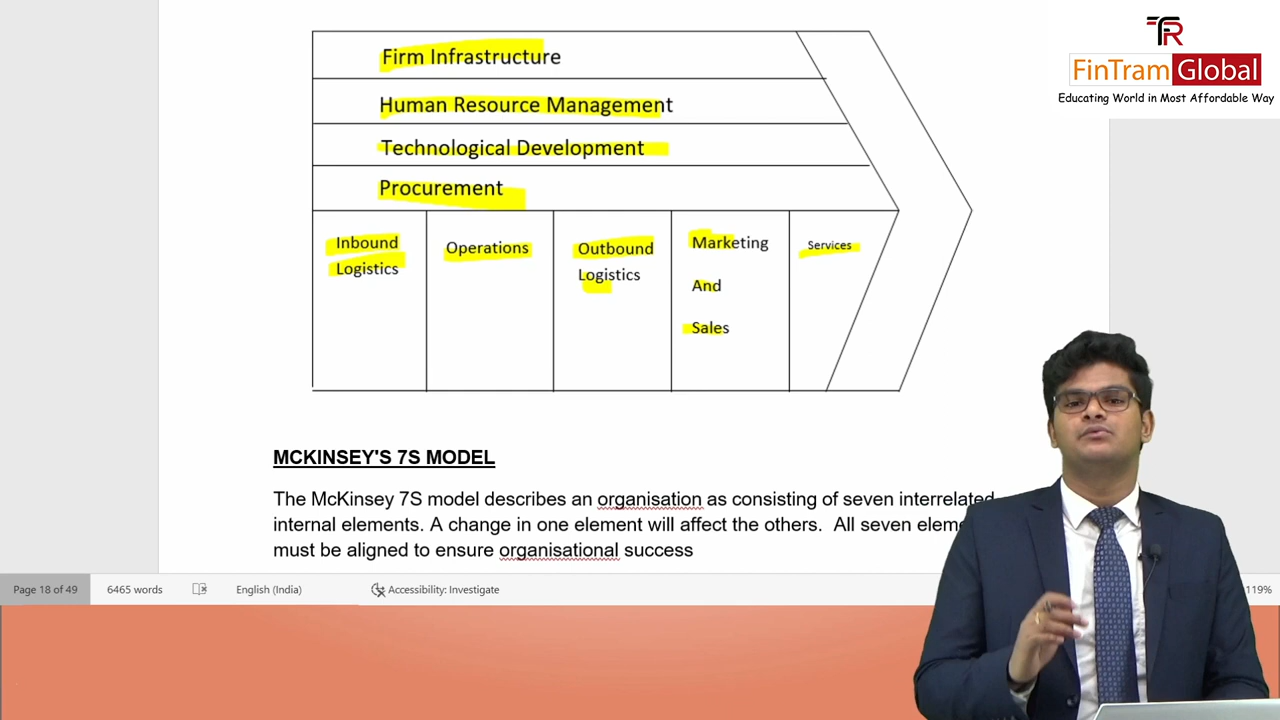 TR
FinTram Global
Educating World in Most Affordable Way
Firm Infrastructure
Human Resource Management
Technological Development
Procurement
Inbound
Logistics
Operations
Outbound
Logistics
Marketing
And
Sales
Services
MCKINSEY'S 7S MODEL
The McKinsey 7S model describes an organisation as consisting of seven interrelated
internal elements. A change in one element will affect the others. All seven
must be aligned to ensure organisational success
Page 18 of 49 6465 words English (India) Accessibility: Investigate 119%